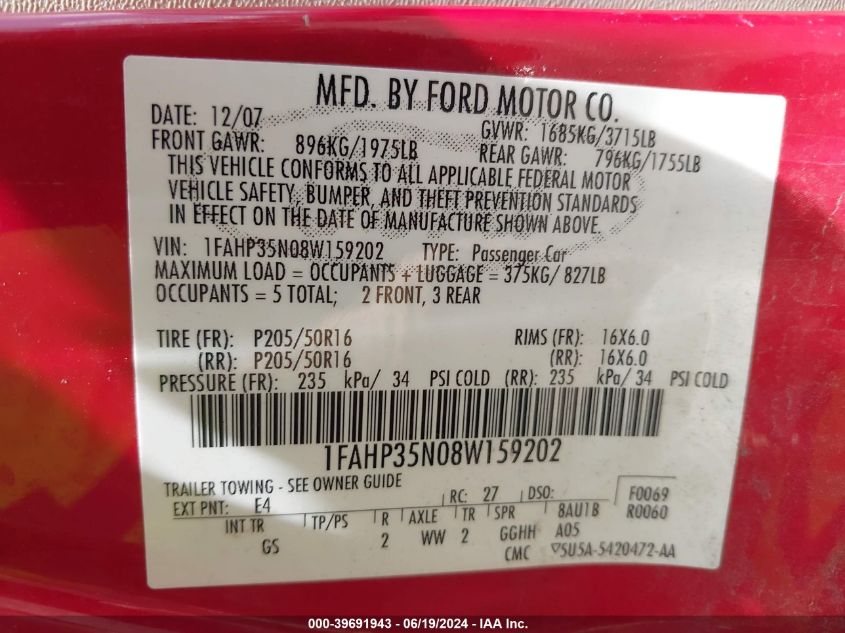 MFD. BY FORD MOTOR CO.
DATE: 12/07 GVWR: 1685KG/3715LB
FRONT GAWR: 896KG/1975LB REAR GAWR: 796KG/1755LB
THIS VEHICLE CONFORMS TO ALL APPLICABLE FEDERAL MOTOR
VEHICLE SAFETY, BUMPER, AND THEFT PREVENTION STANDARDS
IN EFFECT ON THE DATE OF MANUFACTURE SHOWN ABOVE.
VIN: 1FAHP35N08W159202 TYPE: Passenger Car
MAXIMUM LOAD = OCCUPANTS + LUGGAGE = 375KG/ 827LB
OCCUPANTS = 5 TOTAL; 2 FRONT, 3 REAR
TIRE (FR): P205/50R16 RIMS (FR): 16X6.0
(RR): P205/50R16 (RR): 16X6.0
PRESSURE (FR): 235 kPa/ 34 PSI COLD (RR): 235 kPa/ 34 PSI COLD
1FAHP35N08W159202
TRAILER TOWING - SEE OWNER GUIDE
EXT PNT: E4 RC: 27 DSO: F0069
INT TR TP/PS R AXLE TR SPR 8AU1B R0060
GS 2 WW 2 GGHH A05
CMC 5U5A-5420472-AA
000-39691943 - 06/19/2024 - IAA Inc.